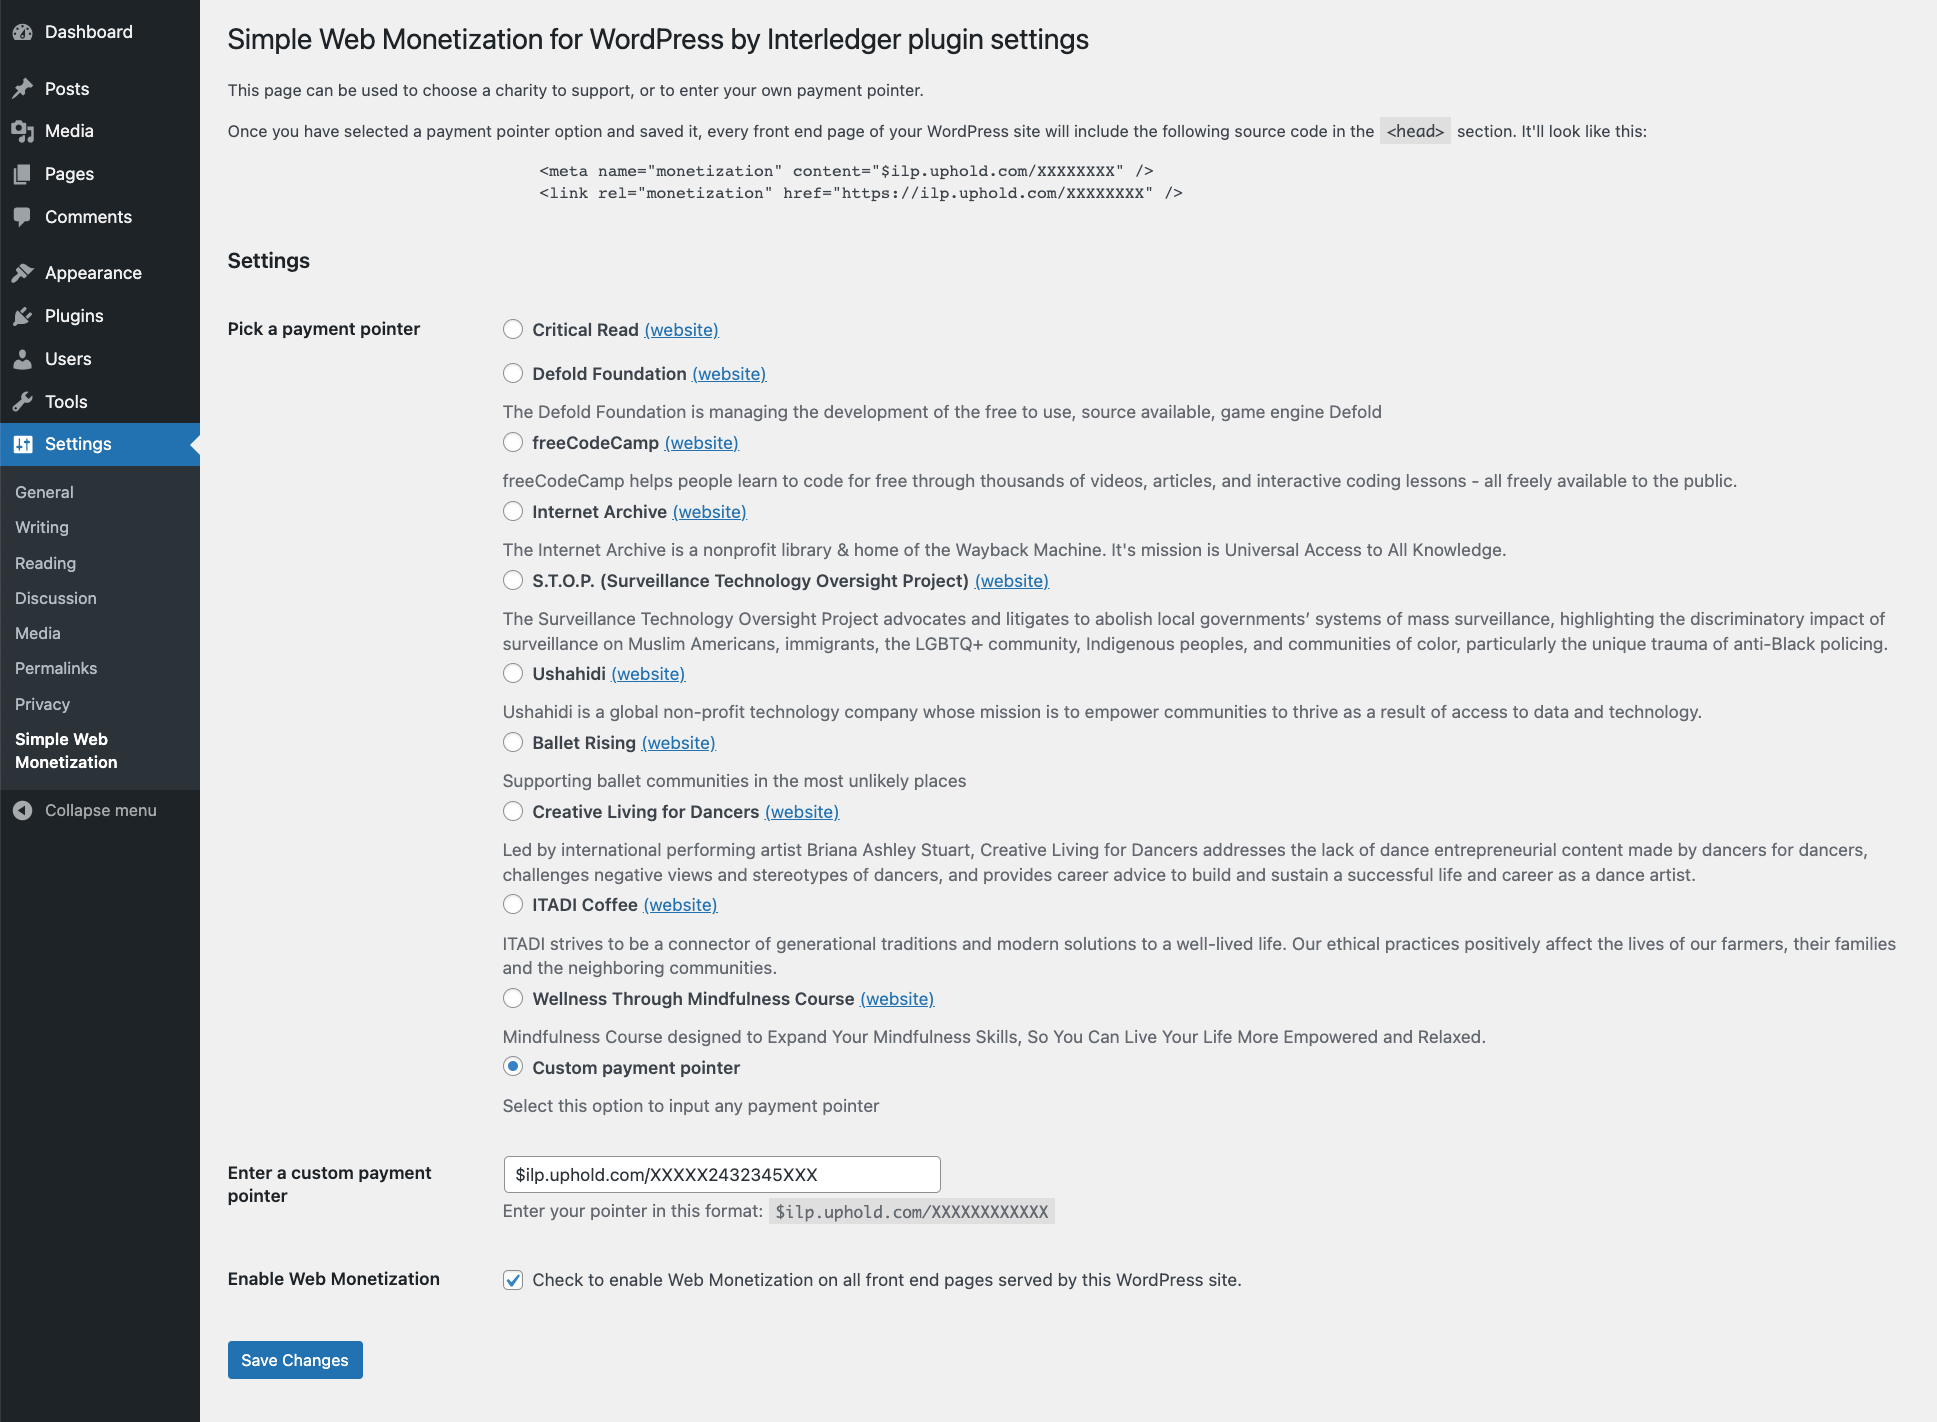 Dashboard
Posts
Media
Pages
Comments
Appearance
Plugins
Users
Tools
Settings
General
Writing
Reading
Discussion
Media
Permalinks
Privacy
Simple Web
Monetization
Collapse menu
Simple Web Monetization for WordPress by Interledger plugin settings
This page can be used to choose a charity to support, or to enter your own payment pointer.
Once you have selected a payment pointer option and saved it, every front end page of your WordPress site will include the following source code in the <head> section. It'll look like this:
<meta name="monetization" content="$ilp.uphold.com/XXXXXXXX" />
<link rel="monetization" href="https://ilp.uphold.com/XXXXXXXX" />
Settings
Pick a payment pointer
Critical Read (website)
Defold Foundation (website)
The Defold Foundation is managing the development of the free to use, source available, game engine Defold
freeCodeCamp (website)
freeCodeCamp helps people learn to code for free through thousands of videos, articles, and interactive coding lessons - all freely available to the public.
Internet Archive (website)
The Internet Archive is a nonprofit library & home of the Wayback Machine. It's mission is Universal Access to All Knowledge.
S.T.O.P. (Surveillance Technology Oversight Project) (website)
The Surveillance Technology Oversight Project advocates and litigates to abolish local governments’ systems of mass surveillance, highlighting the discriminatory impact of
surveillance on Muslim Americans, immigrants, the LGBTQ+ community, Indigenous peoples, and communities of color, particularly the unique trauma of anti-Black policing.
Ushahidi (website)
Ushahidi is a global non-profit technology company whose mission is to empower communities to thrive as a result of access to data and technology.
Ballet Rising (website)
Supporting ballet communities in the most unlikely places
Creative Living for Dancers (website)
Led by international performing artist Briana Ashley Stuart, Creative Living for Dancers addresses the lack of dance entrepreneurial content made by dancers for dancers,
challenges negative views and stereotypes of dancers, and provides career advice to build and sustain a successful life and career as a dance artist.
ITADI Coffee (website)
ITADI strives to be a connector of generational traditions and modern solutions to a well-lived life. Our ethical practices positively affect the lives of our farmers, their families
and the neighboring communities.
Wellness Through Mindfulness Course (website)
Mindfulness Course designed to Expand Your Mindfulness Skills, So You Can Live Your Life More Empowered and Relaxed.
Custom payment pointer
Select this option to input any payment pointer
Enter a custom payment
pointer
$ilp.uphold.com/XXXXX2432345XXX
Enter your pointer in this format: $ilp.uphold.com/XXXXXXXXXXXX
Enable Web Monetization
Check to enable Web Monetization on all front end pages served by this WordPress site.
Save Changes